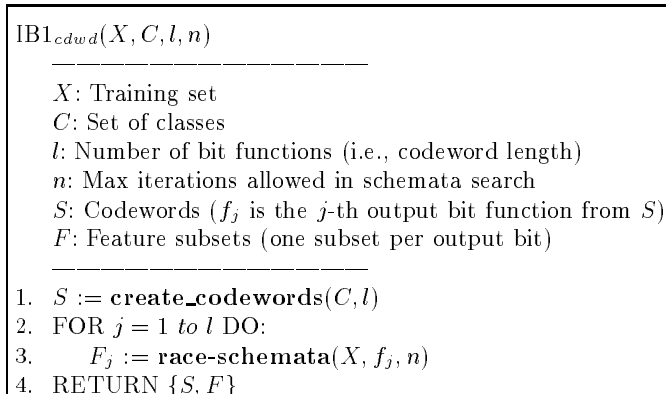 IB1cdwd(X, C, l, n)
X: Training set
C: Set of classes
l: Number of bit functions (i.e., codeword length)
n: Max iterations allowed in schemata search
S: Codewords (fj is the j-th output bit function from S)
F: Feature subsets (one subset per output bit)
1. S := create_codewords(C, l)
2. FOR j = 1 to l DO:
3. Fj := race-schemata(X, fj, n)
4. RETURN {S, F}